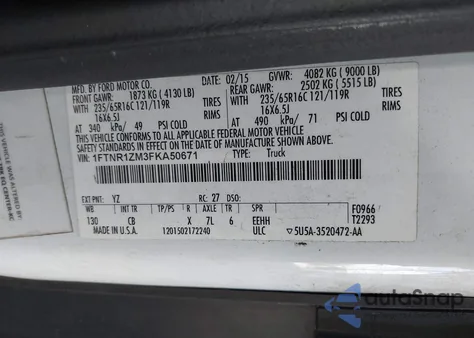 MFD. BY FORD MOTOR CO.
02/15 GVWR: 4082 KG ( 9000 LB)
FRONT GAWR: 1873 KG ( 4130 LB)
REAR GAWR: 2502 KG ( 5515 LB)
235/65R16C 121/119R TIRES 235/65R16C 121/119R TIRES
16X6.5J RIMS 16X6.5J RIMS
AT 340 kPa/ 49 PSI COLD AT 490 kPa/ 71 PSI COLD
THIS VEHICLE CONFORMS TO ALL APPLICABLE FEDERAL MOTOR VEHICLE
SAFETY STANDARDS IN EFFECT ON THE DATE OF MANUFACTURE SHOWN ABOVE.
VIN: 1FTNR1ZM3FKA50671 TYPE: Truck
EXT PNT: YZ RC: 27 DSO:
WB INT TR TP/PS R AXLE TR SPR F0966
130 CB X 7L 6 EEHH T2293
MADE IN U.S.A. 1201502172240 ULC ▽5U5A-3520472-AA
autoSnap